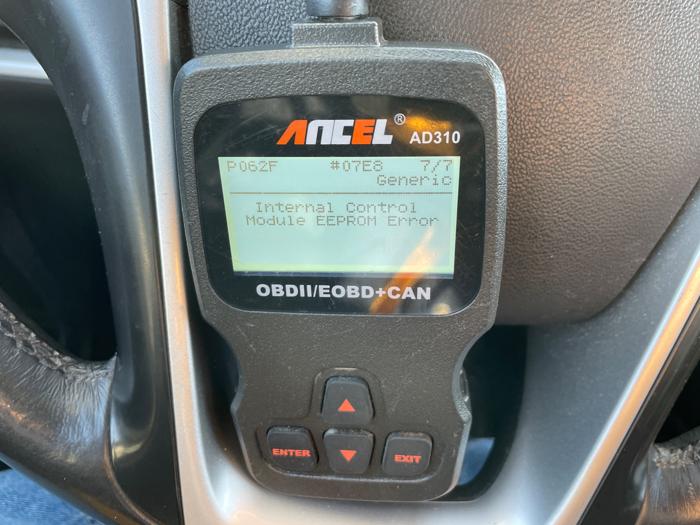 ANCEL® AD310
P062F #07E8 7/7
Generic
Internal Control
Module EEPROM Error
OBDII/EOBD+CAN
ENTER EXIT